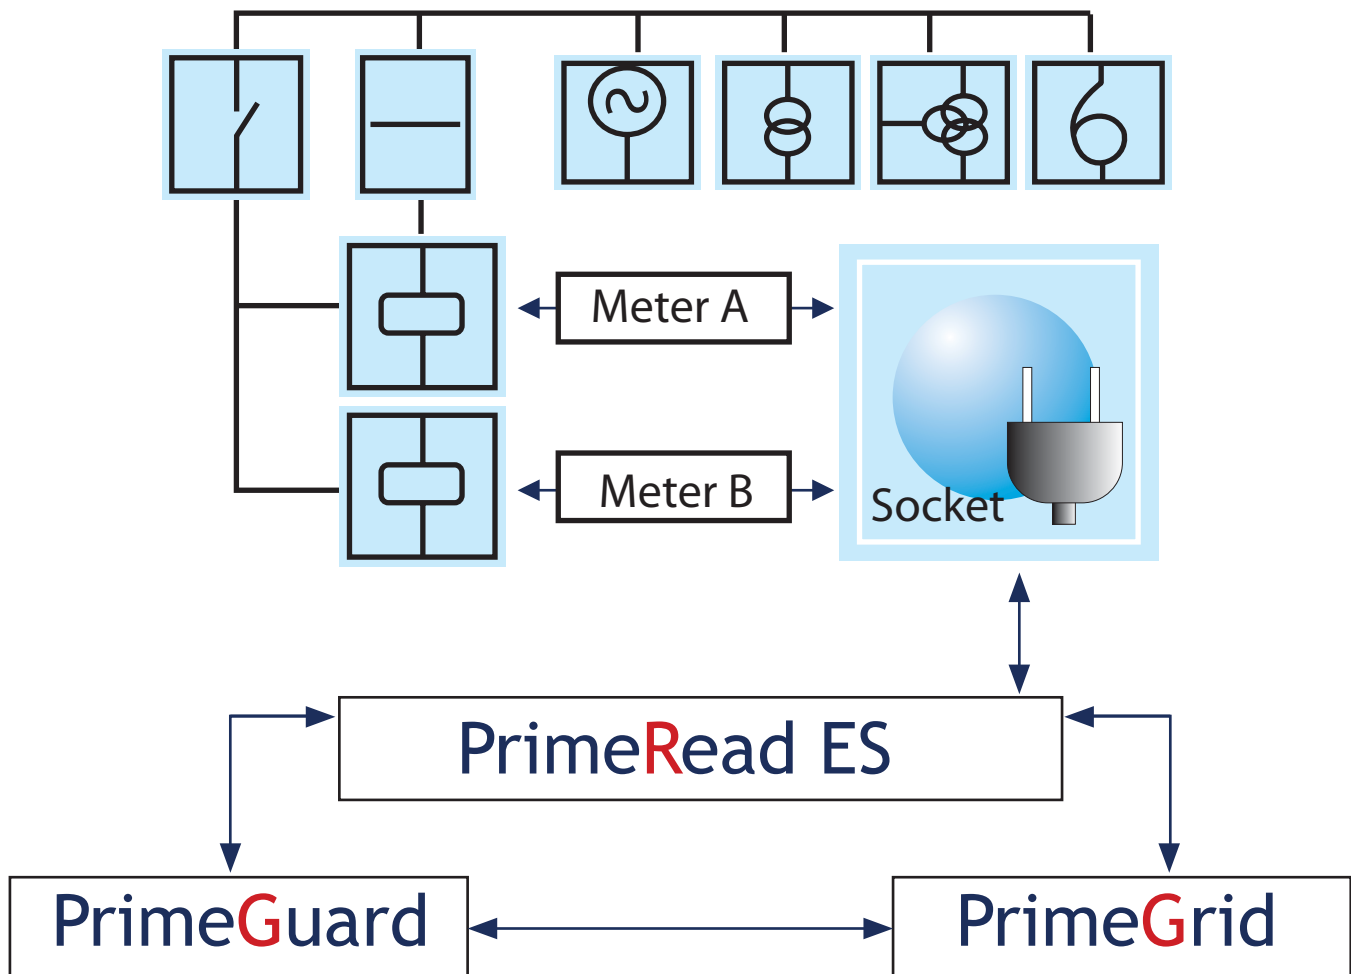 Meter A
Meter B
Socket
PrimeRead ES
PrimeGuard
PrimeGrid